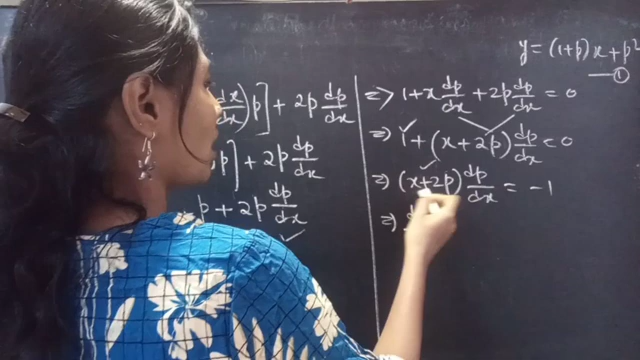 y = (1+p)x + p²
—①
dx/dx)p] + 2p dp/dx
p] + 2p dp/dx
p + 2p dp/dx
=> 1 + x dp/dx + 2p dp/dx = 0
=> 1 + (x + 2p) dp/dx = 0
=> (x+2p) dp/dx = -1
=> d